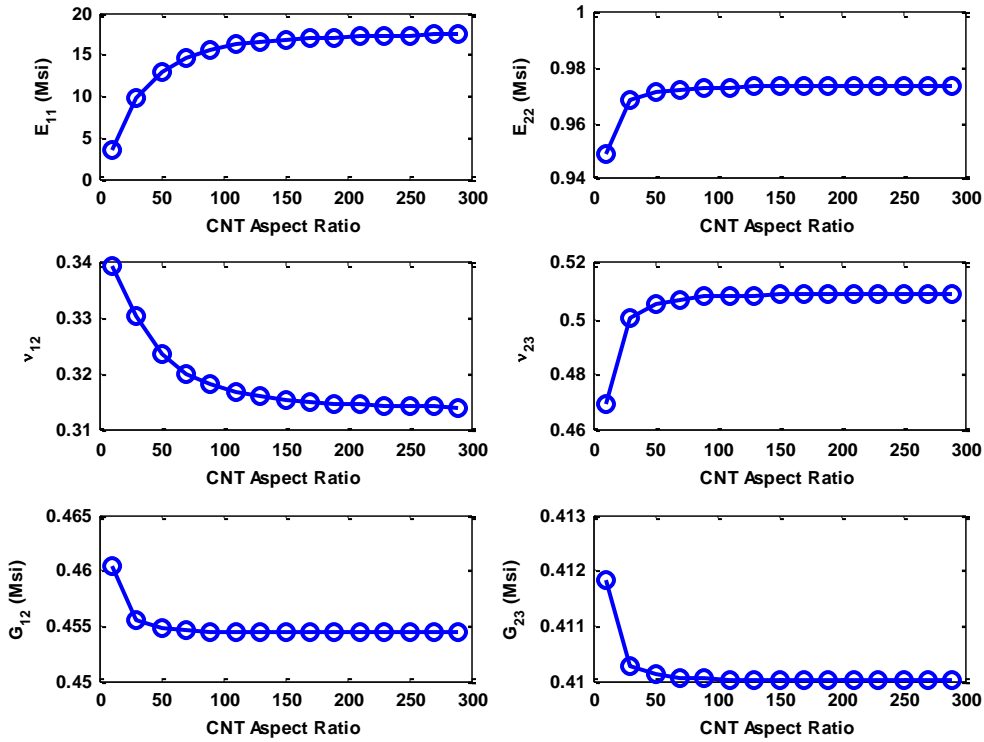 20
15
10
5
0
E11 (Msi)
0 50 100 150 200 250 300
CNT Aspect Ratio
1
0.98
0.96
0.94
E22 (Msi)
0 50 100 150 200 250 300
CNT Aspect Ratio
0.34
0.33
0.32
0.31
ν12
0 50 100 150 200 250 300
CNT Aspect Ratio
0.52
0.5
0.48
0.46
ν23
0 50 100 150 200 250 300
CNT Aspect Ratio
0.465
0.46
0.455
0.45
G12 (Msi)
0 50 100 150 200 250 300
CNT Aspect Ratio
0.413
0.412
0.411
0.41
G23 (Msi)
0 50 100 150 200 250 300
CNT Aspect Ratio